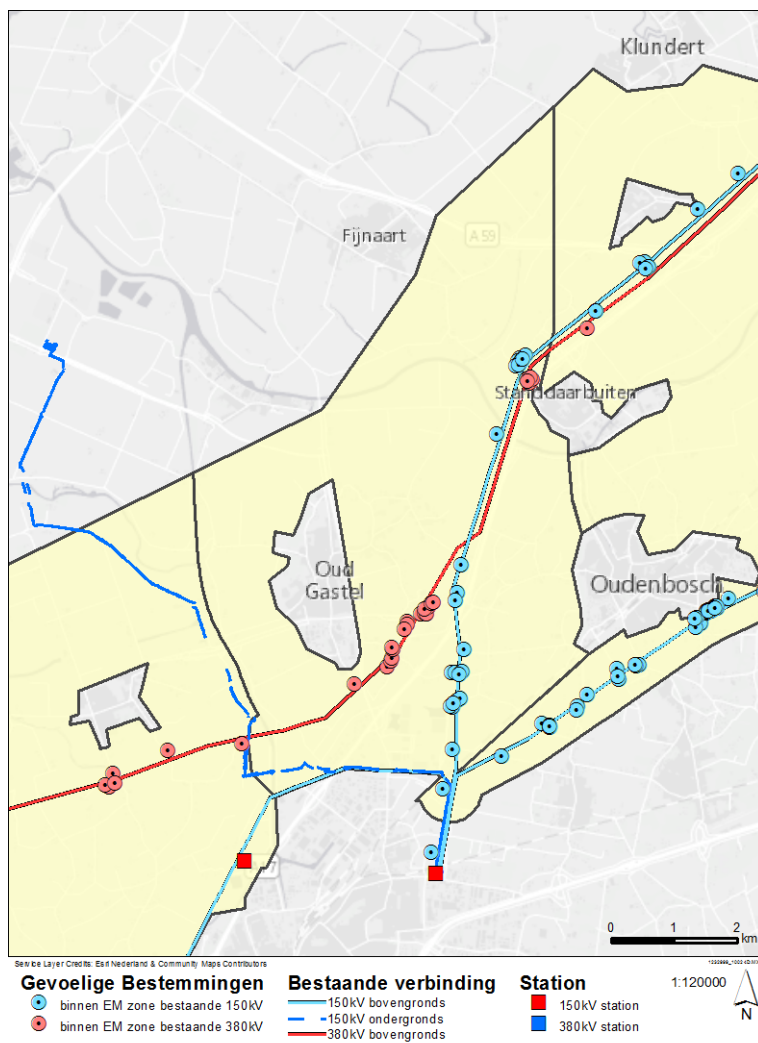 Klundert
A 59
Fijnaart
Standdaarbuiten
Oud
Gastel
Oudenbosch
0 1 2
km
Service Layer Credits: Esri Nederland & Community Maps Contributors
Gevoelige Bestemmingen
binnen EM zone bestaande 150kV
binnen EM zone bestaande 380kV
Bestaande verbinding
150kV bovengronds
150kV ondergronds
380kV bovengronds
Station
150kV station
380kV station
1:120000
N